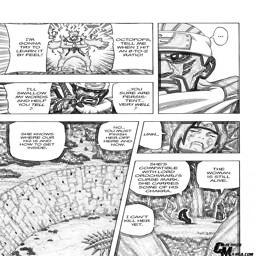 ...
OCTOPOPS,
TELL ME
WHEN I HIT
AN 8-TO-2
RATIO!
I'M
GONNA
TRY TO
LEARN IT
BY FEEL!
...YOU
SURE ARE
PERSIS-
TENT.
VERY WELL
I'LL
SWALLOW
MY WORDS
AND HELP
YOU TELL
UNH...
NO...
YOU MUST
FINISH
HER OFF
HERE AND
NOW.
SHE KNOWS
WHERE OUR
HQ IS AND
HOW TO GET
INSIDE.
THE
WOMAN IS
STILL
ALIVE.
SHE'S
COMPATIBLE
WITH LORD
OROCHIMARU'S
CURSE MARK.
SHE CARRIES
SOME OF HIS
CHAKRA.
I CAN'T
KILL HER
YET.